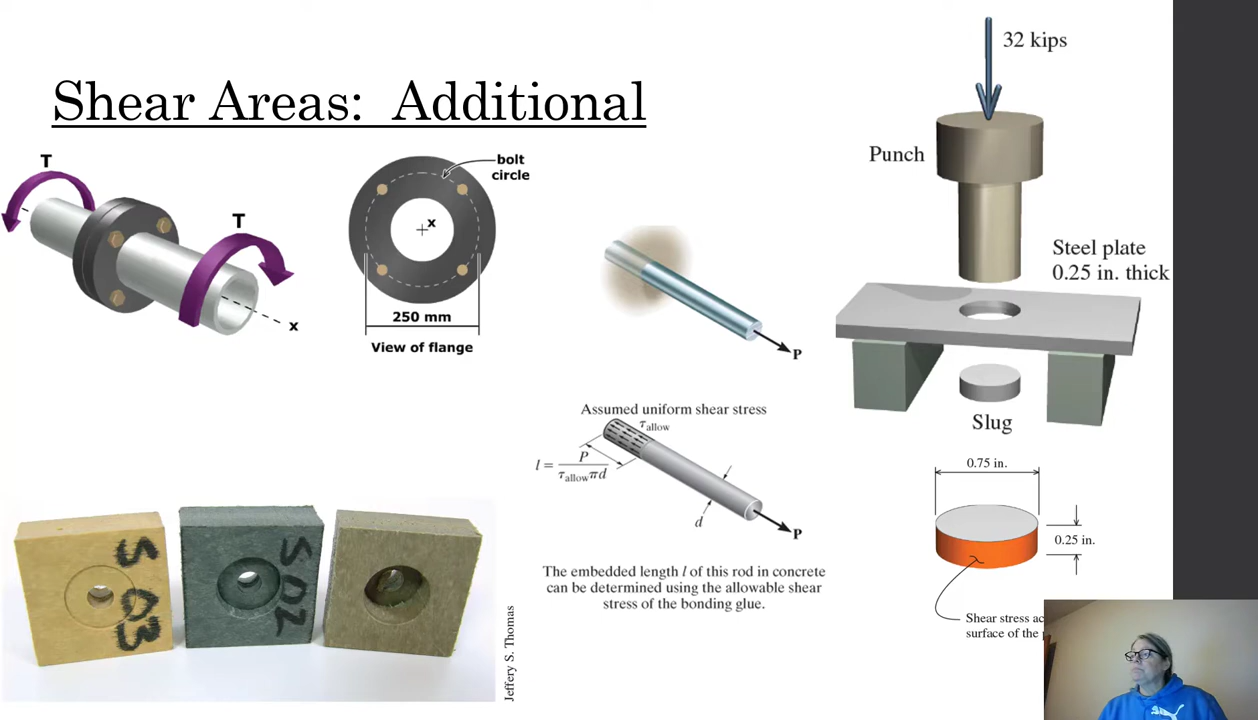 Shear Areas:  Additional
T
T
x
bolt
circle
x
250 mm
View of flange
P
Assumed uniform shear stress
τallow
l = P / τallow πd
d
P
The embedded length l of this rod in concrete
can be determined using the allowable shear
stress of the bonding glue.
32 kips
Punch
Steel plate
0.25 in. thick
Slug
0.75 in.
0.25 in.
Shear stress ac
surface of the
S 03
S 02
Jeffery S. Thomas